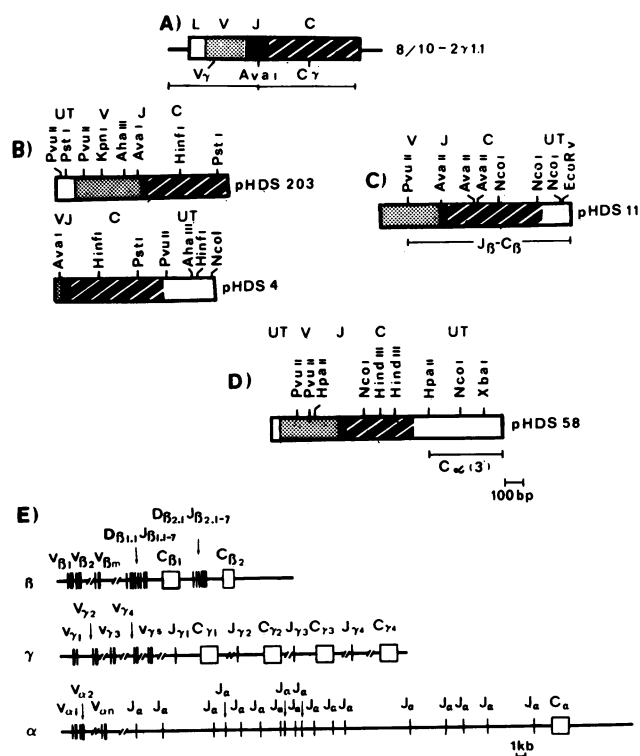 A)
L V J C
8/10-2γ1.1
Vγ AvaI Cγ
B)
UT V J C
PvuII PstI PvuII KpnI AhaIII AvaI HinfI PstI
pHDS 203
VJ C UT
AvaI HinfI PstI PvuII AhaIII HinfI NcoI
pHDS 4
C)
V J C UT
PvuII AvaII AvaII AvaII NcoI NcoI NcoI EcoRV
pHDS 11
Jβ-Cβ
D)
UT V J C UT
PvuII PvuII HpaII NcoI HindIII HindIII HpaII NcoI XbaI
pHDS 58
Cα(3')
100bp
E)
Dβ2.1 Jβ2.1-7
Dβ1.1 Jβ1.1-7
Vβ1 Vβ2 Vβm Cβ1 Cβ2
β
Vγ2 Vγ4
Vγ1 Vγ3 Vγ5 Jγ1 Cγ1 Jγ2 Cγ2 Jγ3 Cγ3 Jγ4 Cγ4
γ
Vα2 Jα Jα Jα
Vα1 Vαn Jα Jα Jα Jα Jα Jα Jα Jα Jα Jα Jα Jα Jα Cα
α
1kb